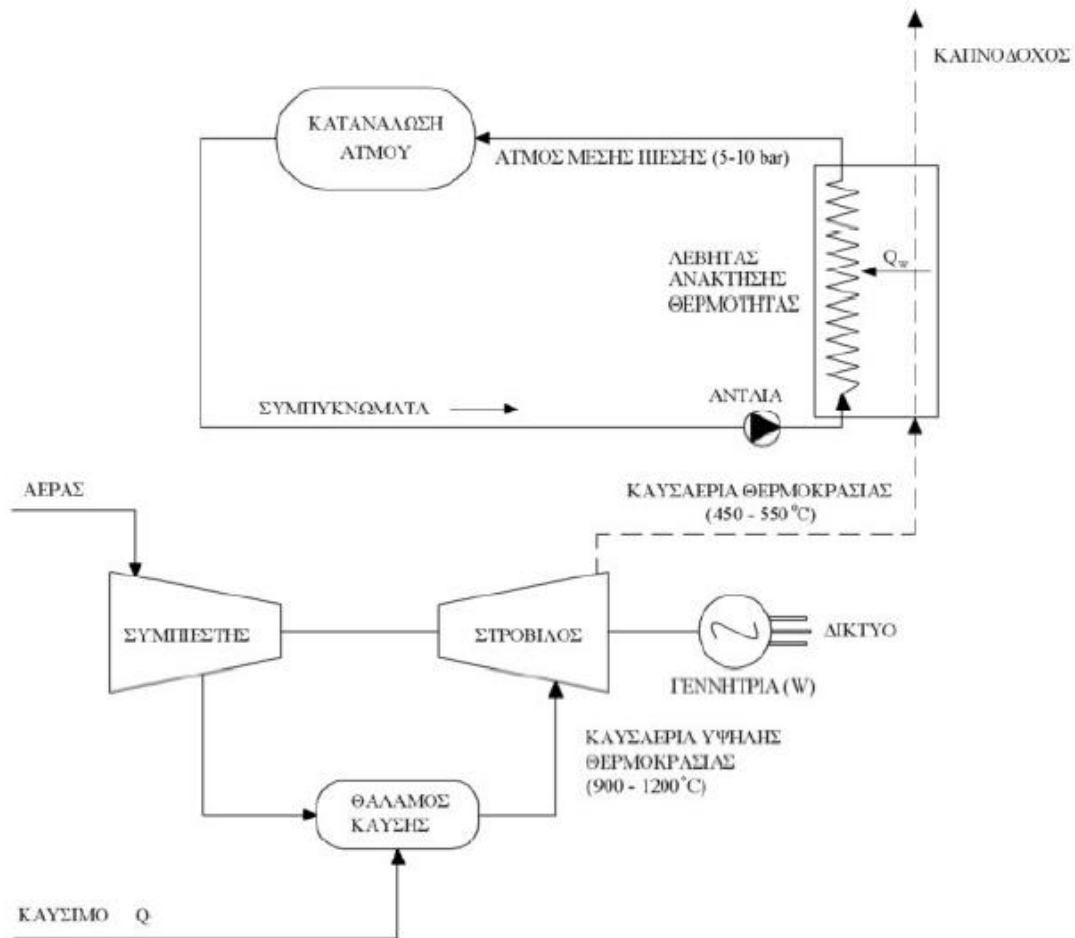 ΚΑΠΝΟΔΟΧΟΣ
ΚΑΤΑΝΑΛΩΣΗ
ΑΤΜΟΥ
ΑΤΜΟΣ ΜΕΣΗΣ ΠΙΕΣΗΣ (5-10 bar)
ΛΕΒΗΤΑΣ
ΑΝΑΚΤΗΣΗΣ
ΘΕΡΜΟΤΗΤΑΣ
Qw
ΑΝΤΛΙΑ
ΣΥΜΠΥΚΝΩΜΑΤΑ
ΑΕΡΑΣ
ΚΑΥΣΑΕΡΙΑ ΘΕΡΜΟΚΡΑΣΙΑΣ
(450 - 550 °C)
ΣΥΜΠΙΕΣΤΗΣ
ΣΤΡΟΒΙΛΟΣ
ΔΙΚΤΥΟ
ΓΕΝΝΗΤΡΙΑ (W)
ΚΑΥΣΑΕΡΙΑ ΥΨΗΛΗΣ
ΘΕΡΜΟΚΡΑΣΙΑΣ
(900 - 1200°C)
ΘΑΛΑΜΟΣ
ΚΑΥΣΗΣ
ΚΑΥΣΙΜΟ Q